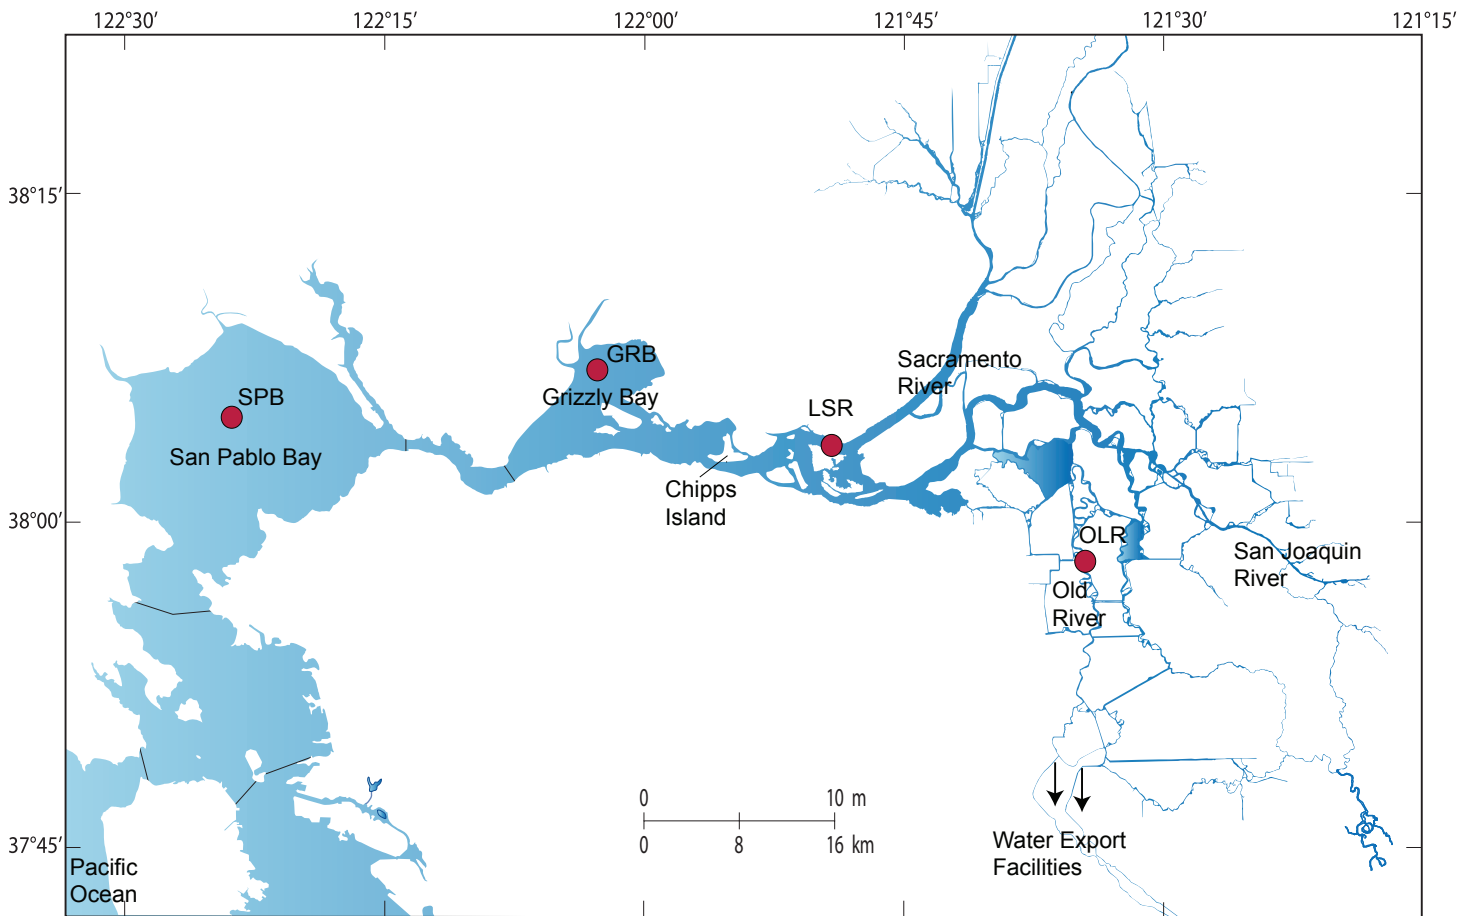 122°30′ 122°15′ 122°00′ 121°45′ 121°30′ 121°15′
38°15′
Sacramento
River
GRB
Grizzly Bay
SPB
San Pablo Bay
LSR
Chipps
Island
38°00′
OLR
Old
River
San Joaquin
River
0 10 m
0 8 16 km
Water Export
Facilities
37°45′
Pacific
Ocean